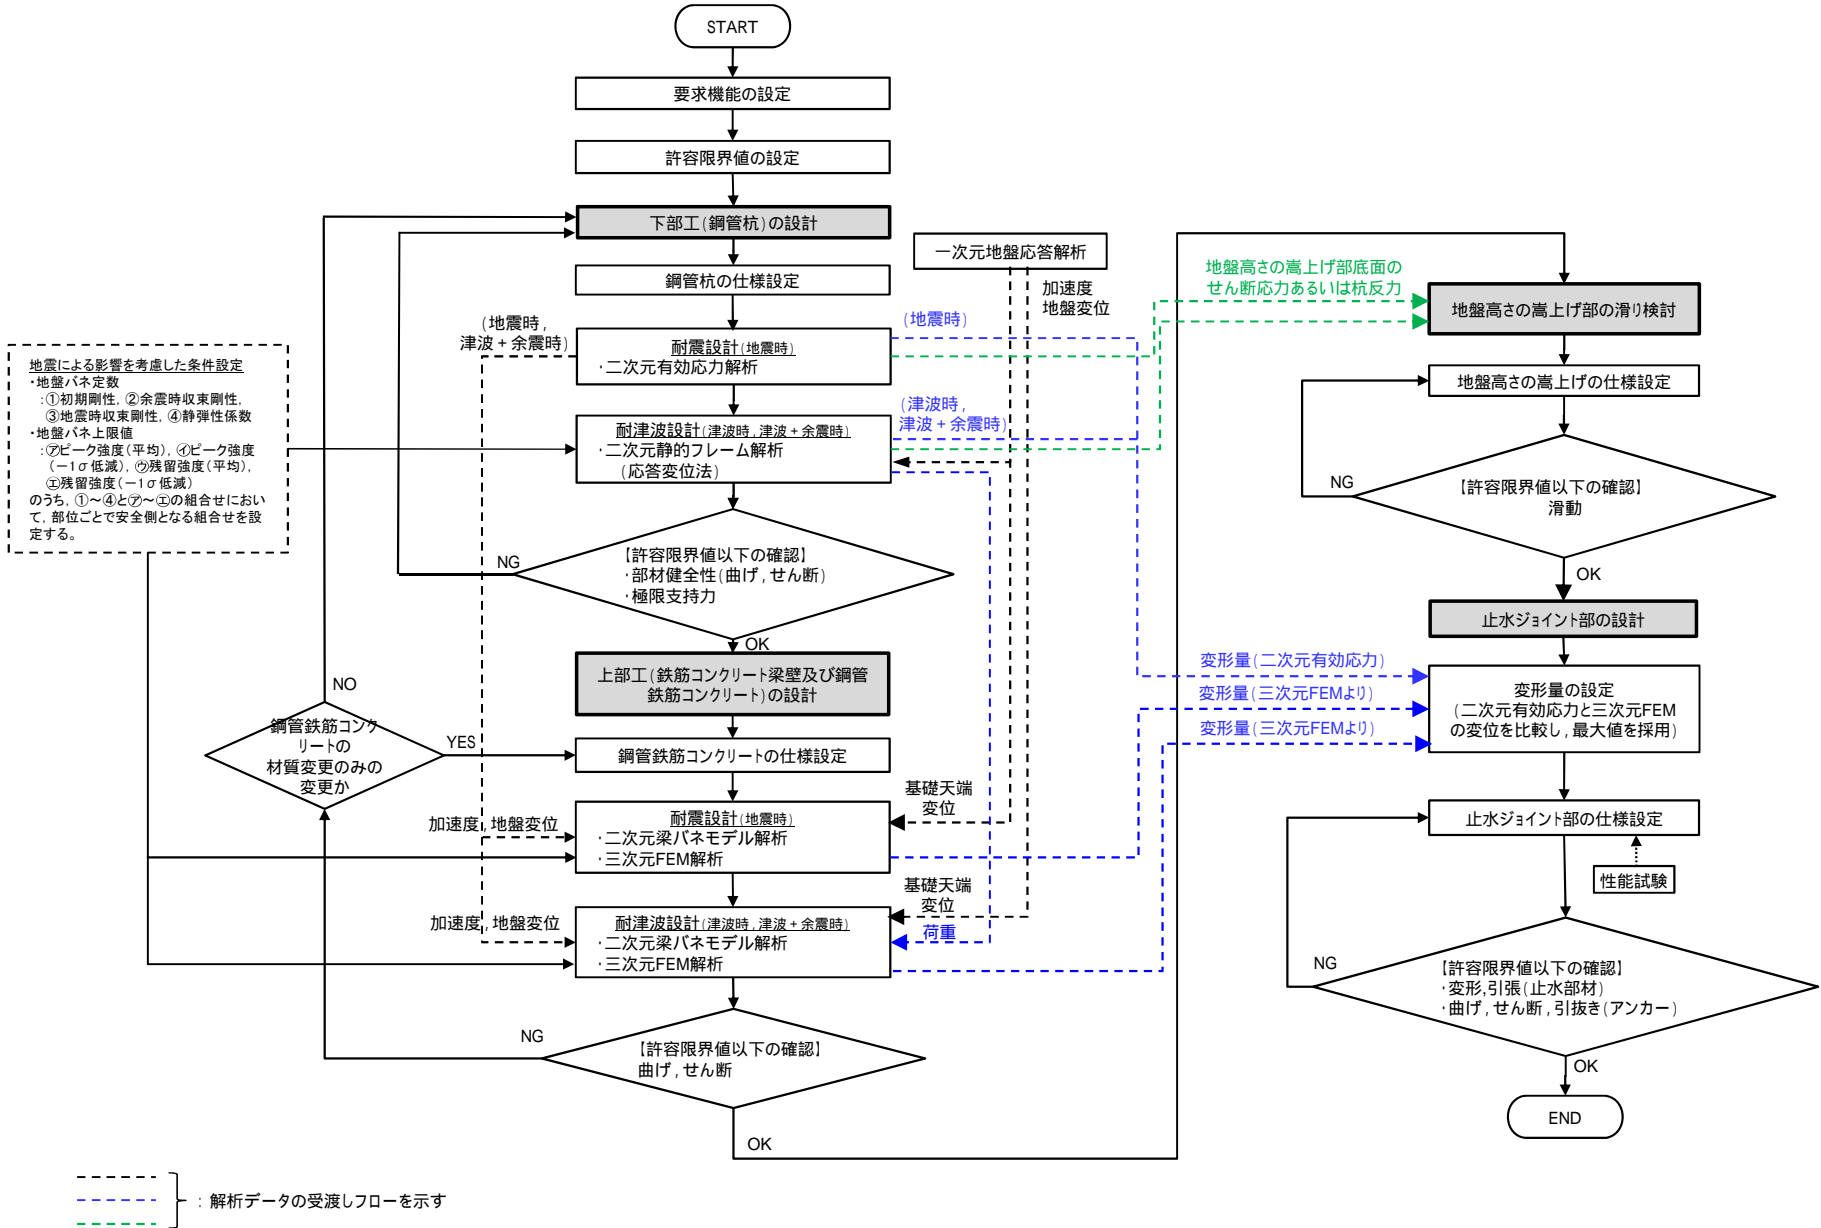 START
要求機能の設定
許容限界値の設定
下部工(鋼管杭)の設計
鋼管杭の仕様設定
(地震時,
津波+余震時)
耐震設計(地震時)
・二次元有効応力解析
地震による影響を考慮した条件設定
・地盤バネ定数
:①初期剛性, ②余震時収束剛性,
③地震時収束剛性, ④静弾性係数
・地盤バネ上限値
:㋐ピーク強度(平均), ㋑ピーク強度
(-1σ低減), ㋒残留強度(平均),
㋓残留強度(-1σ低減)
のうち, ①～④と㋐～㋓の組合せにおい
て, 部位ごとで安全側となる組合せを設
定する。
耐津波設計(津波時,津波+余震時)
・二次元静的フレーム解析
(応答変位法)
NG
【許容限界値以下の確認】
・部材健全性(曲げ,せん断)
・極限支持力
OK
上部工(鉄筋コンクリート梁壁及び鋼管
鉄筋コンクリート)の設計
NO
鋼管鉄筋コンク
リートの
材質変更のみの
変更か
YES
鋼管鉄筋コンクリートの仕様設定
加速度,地盤変位
耐震設計(地震時)
・二次元梁バネモデル解析
・三次元FEM解析
加速度,地盤変位
耐津波設計(津波時,津波+余震時)
・二次元梁バネモデル解析
・三次元FEM解析
NG
【許容限界値以下の確認】
曲げ,せん断
OK
一次元地盤応答解析
加速度
地盤変位
(地震時)
(津波時,
津波+余震時)
基礎天端
変位
基礎天端
変位
荷重
地盤高さの嵩上げ部底面の
せん断応力あるいは杭反力
地盤高さの嵩上げ部の滑り検討
地盤高さの嵩上げの仕様設定
NG
【許容限界値以下の確認】
滑動
OK
止水ジョイント部の設計
変形量(二次元有効応力)
変形量(三次元FEMより)
変形量(三次元FEMより)
変形量の設定
(二次元有効応力と三次元FEM
の変位を比較し,最大値を採用)
止水ジョイント部の仕様設定
性能試験
NG
【許容限界値以下の確認】
・変形,引張(止水部材)
・曲げ,せん断,引抜き(アンカー)
OK
END
:解析データの受渡しフローを示す